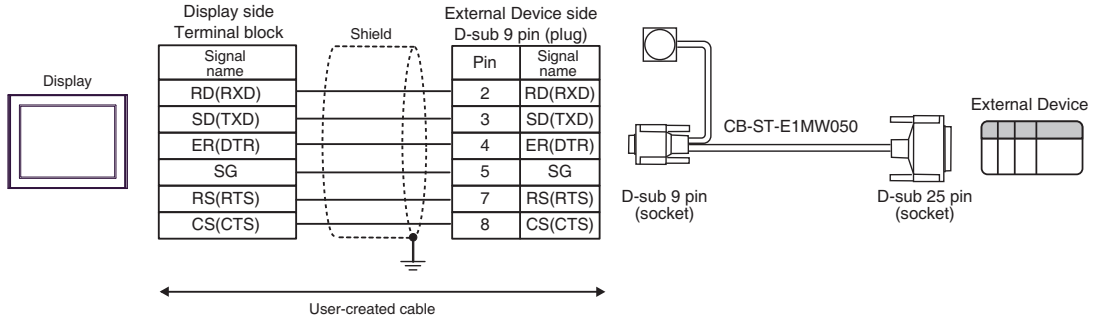 Display
Display side
Terminal block
Shield
External Device side
D-sub 9 pin (plug)
Signal
name
Pin
Signal
name
RD(RXD)
2
RD(RXD)
SD(TXD)
3
SD(TXD)
ER(DTR)
4
ER(DTR)
SG
5
SG
RS(RTS)
7
RS(RTS)
CS(CTS)
8
CS(CTS)
User-created cable
CB-ST-E1MW050
D-sub 9 pin
(socket)
D-sub 25 pin
(socket)
External Device